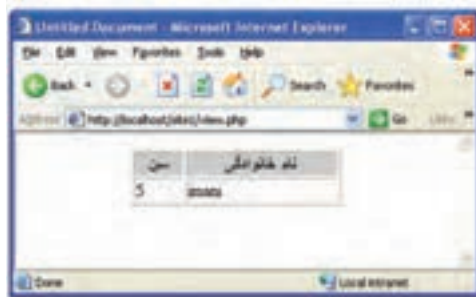 Untitled Document - Microsoft Internet Explorer
File Edit View Favorites Tools Help
Back Search Favorites
Address http://localhost/sites/view.php Go Links
سن نام خانوادگی
5
Done Local intranet